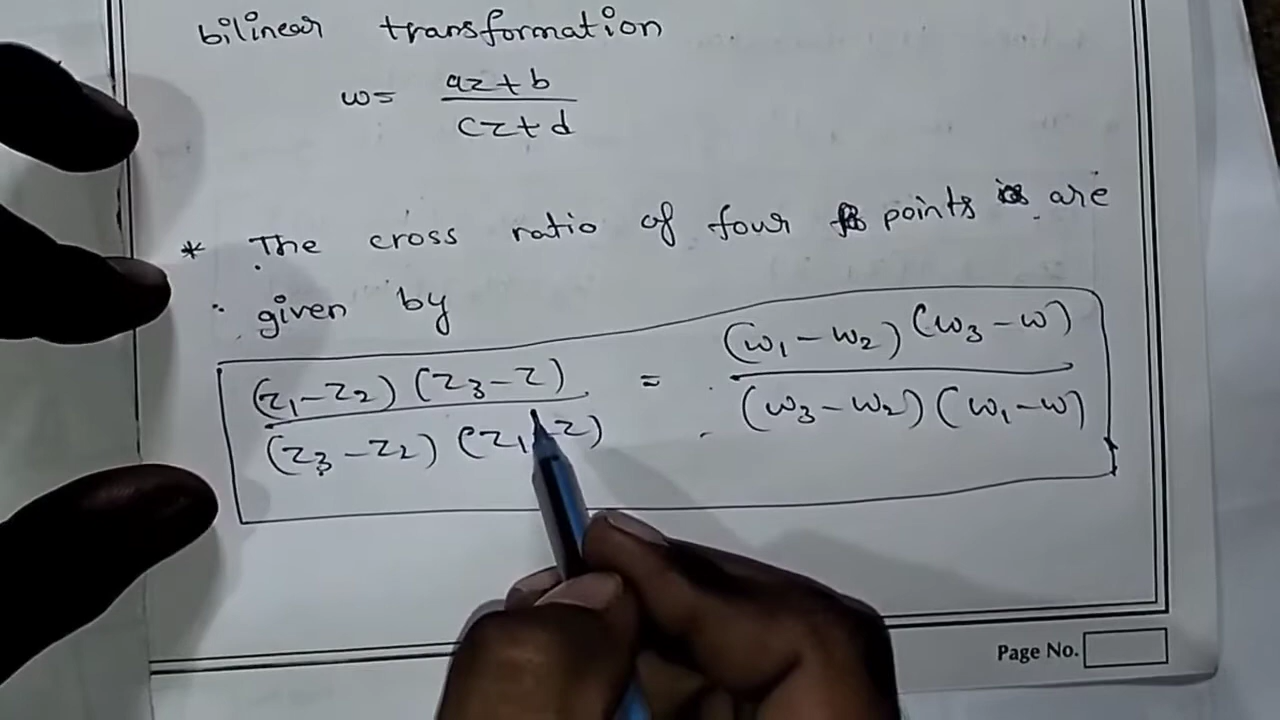 bilinear transformation
w = az+b
cz+d
* The cross ratio of four points are
given by
(z₁-z₂) (z₃-z) = (w₁-w₂) (w₃-w)
(z₃-z₂) (z₁-z) (w₃-w₂) (w₁-w)
Page No.